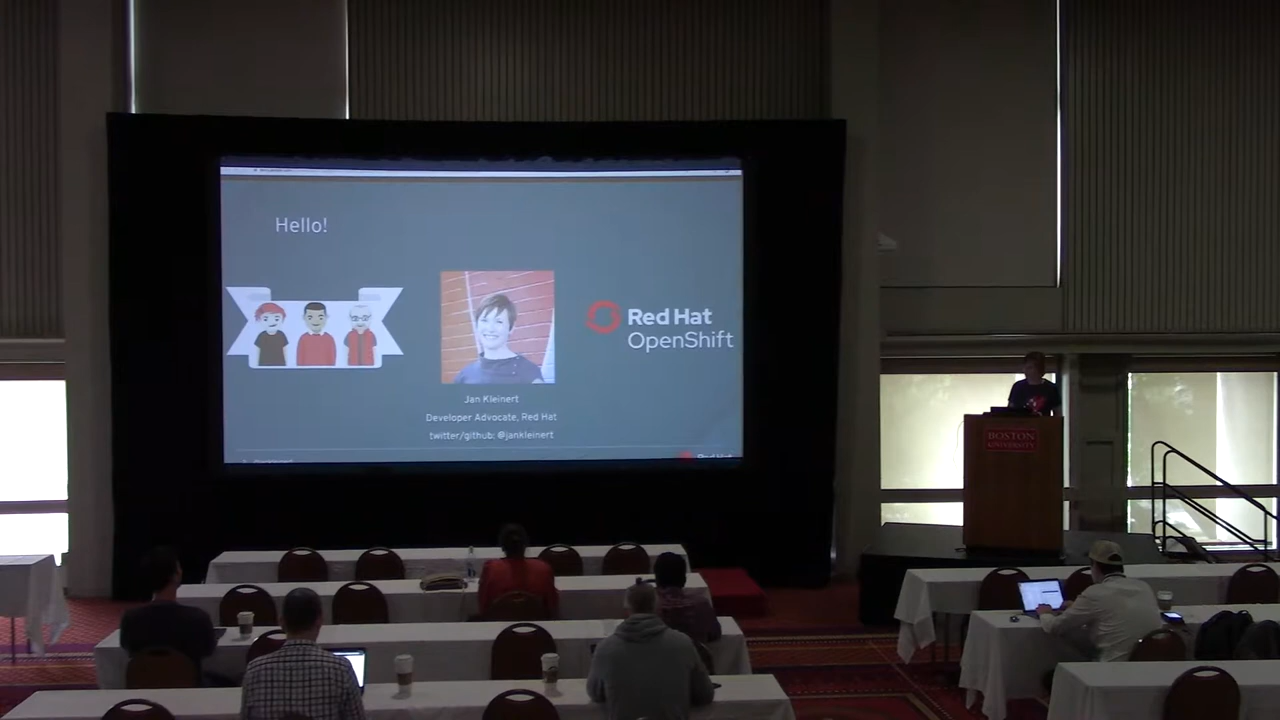 Hello!
Red Hat
OpenShift
Jan Kleinert
Developer Advocate, Red Hat
twitter/github: @jankleinert
BOSTON
UNIVERSITY